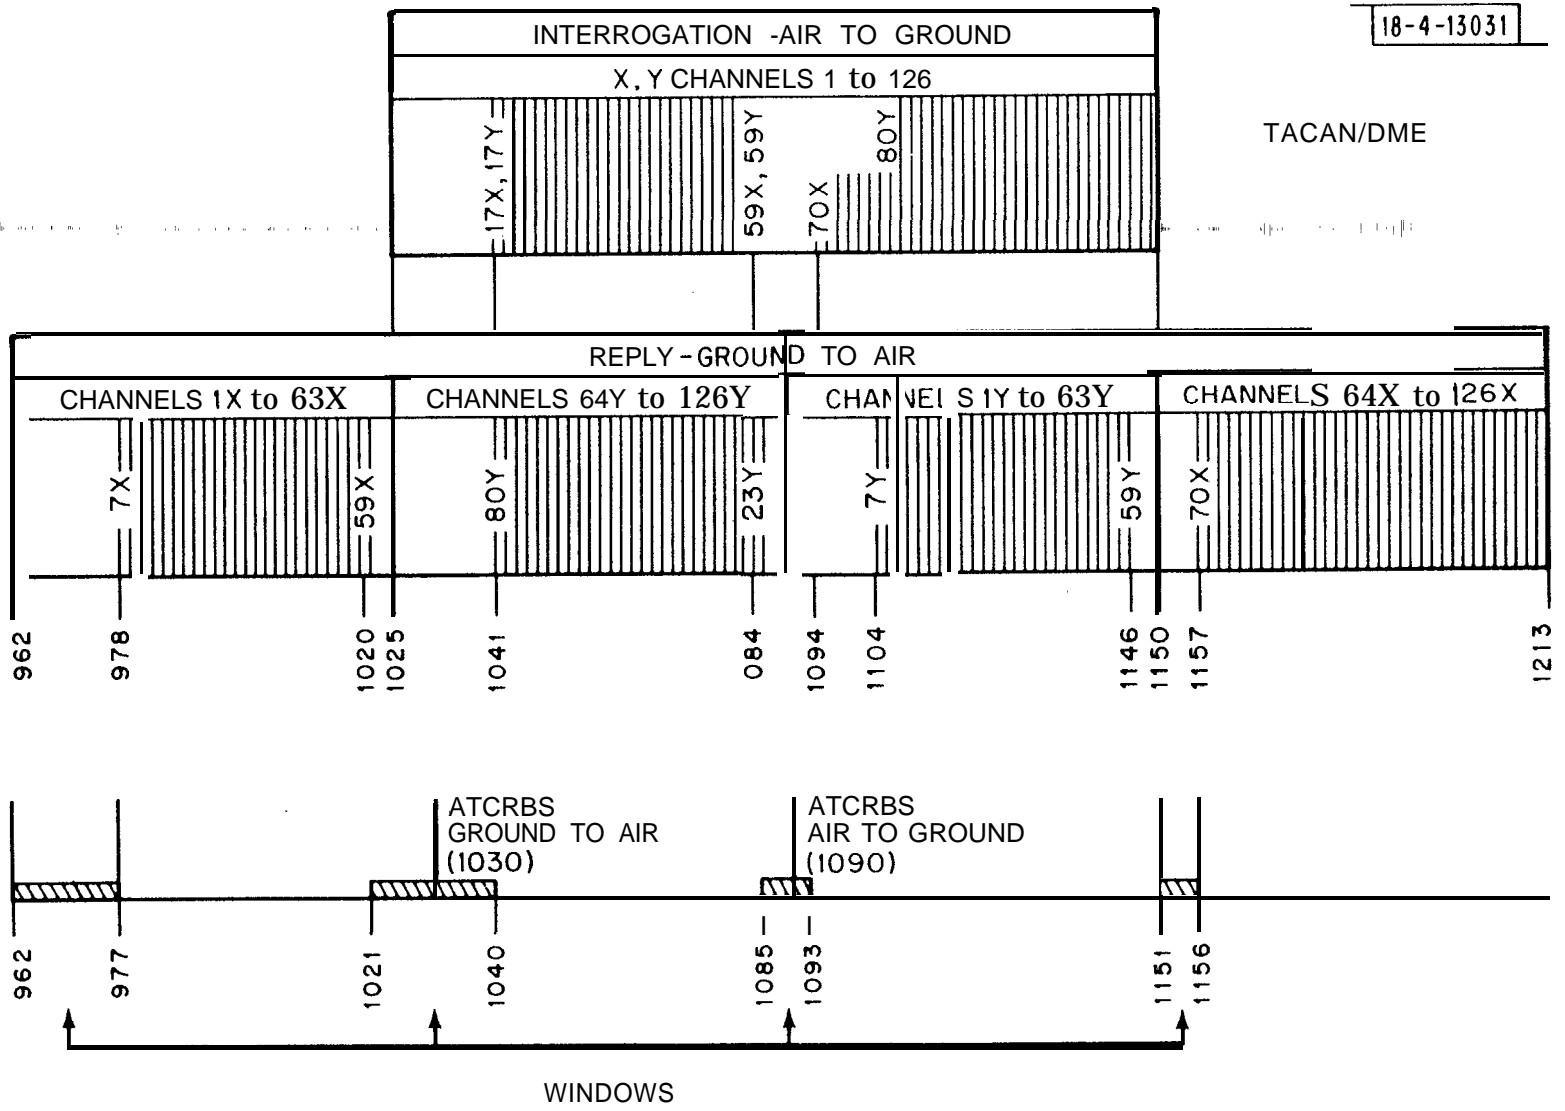 18-4-13031
INTERROGATION -AIR TO GROUND
X, Y CHANNELS 1 to 126
TACAN/DME
17X, 17Y
59X, 59Y
70X
80Y
REPLY-GROUND TO AIR
CHANNELS 1X to 63X
CHANNELS 64Y to 126Y
CHANNELS 1Y to 63Y
CHANNELS 64X to 126X
7X
59X
80Y
23Y
7Y
59Y
70X
962
978
1020
1025
1041
084
1094
1104
1146
1150
1157
1213
ATCRBS
GROUND TO AIR
(1030)
ATCRBS
AIR TO GROUND
(1090)
962
977
1021
1040
1085
1093
1151
1156
WINDOWS